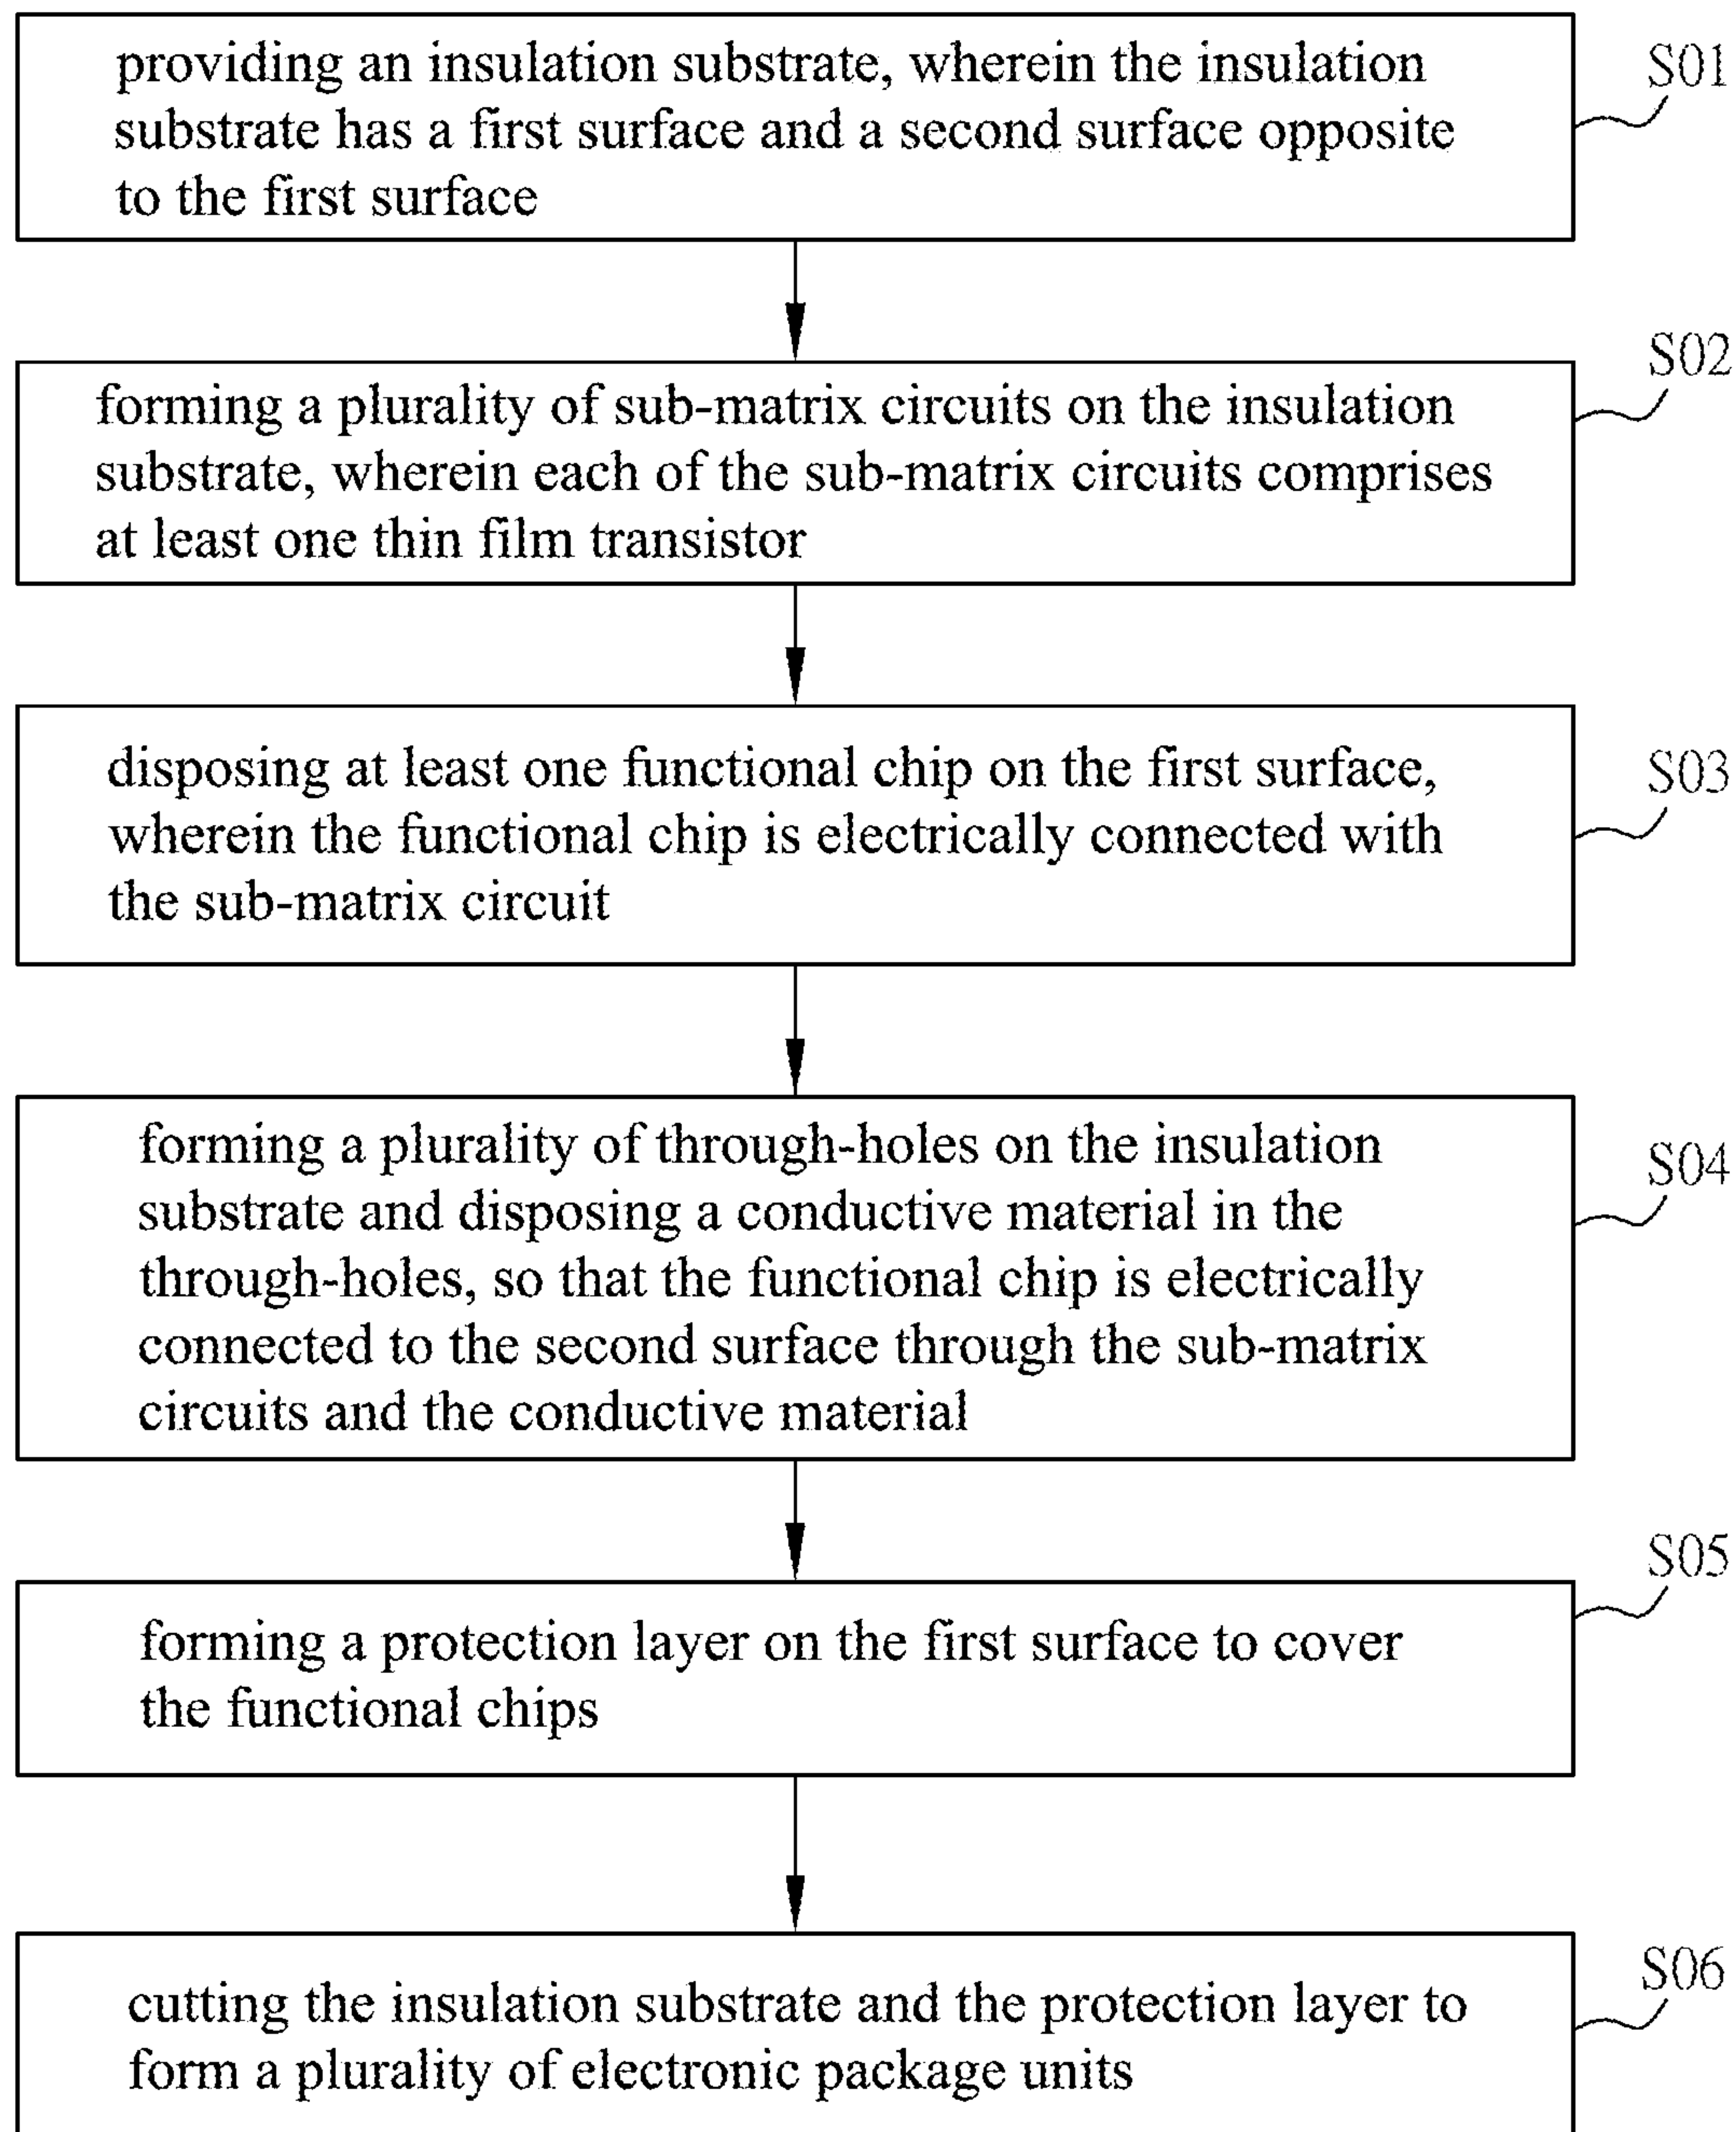 providing an insulation substrate, wherein the insulation
substrate has a first surface and a second surface opposite
to the first surface
S01
forming a plurality of sub-matrix circuits on the insulation
substrate, wherein each of the sub-matrix circuits comprises
at least one thin film transistor
S02
disposing at least one functional chip on the first surface,
wherein the functional chip is electrically connected with
the sub-matrix circuit
S03
forming a plurality of through-holes on the insulation
substrate and disposing a conductive material in the
through-holes, so that the functional chip is electrically
connected to the second surface through the sub-matrix
circuits and the conductive material
S04
forming a protection layer on the first surface to cover
the functional chips
S05
cutting the insulation substrate and the protection layer to
form a plurality of electronic package units
S06